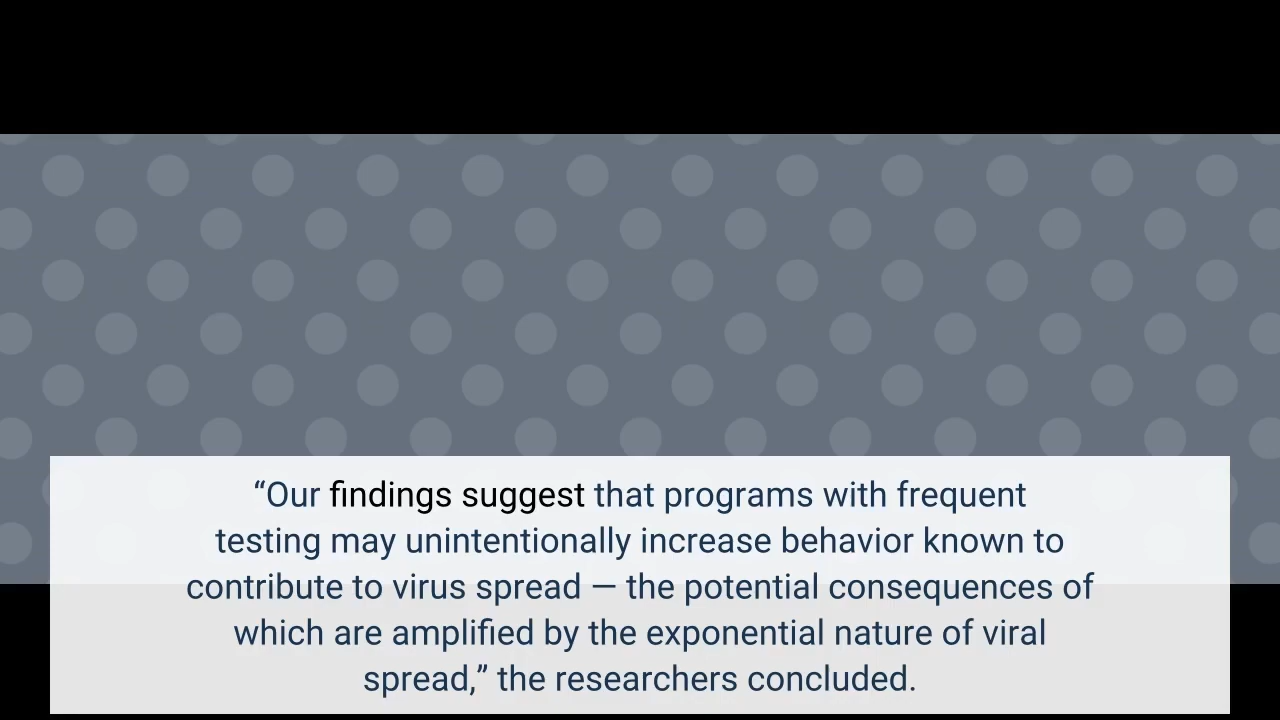 “Our findings suggest that programs with frequent
testing may unintentionally increase behavior known to
contribute to virus spread — the potential consequences of
which are amplified by the exponential nature of viral
spread,” the researchers concluded.